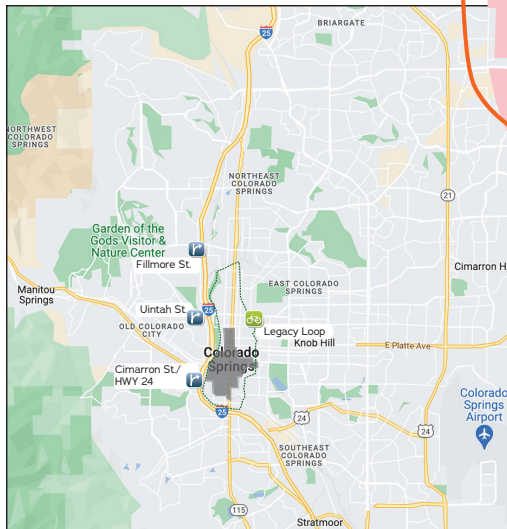 BRIARGATE
25
NORTHWEST
COLORADO
SPRINGS
NORTHEAST
COLORADO
SPRINGS
21
Garden of the
Gods Visitor &
Nature Center
Fillmore St.
Cimarron H
Manitou
Springs
EAST COLORADO
SPRINGS
25
Uintah St
OLD COLORADO
CITY
Legacy Loop
Knob Hill
E Platte Ave
Colorado
Springs
Cimarron St./
HWY 24
Colorado
Springs
Airport
25
24
24
SOUTHEAST
COLORADO
SPRINGS
115
Stratmoor